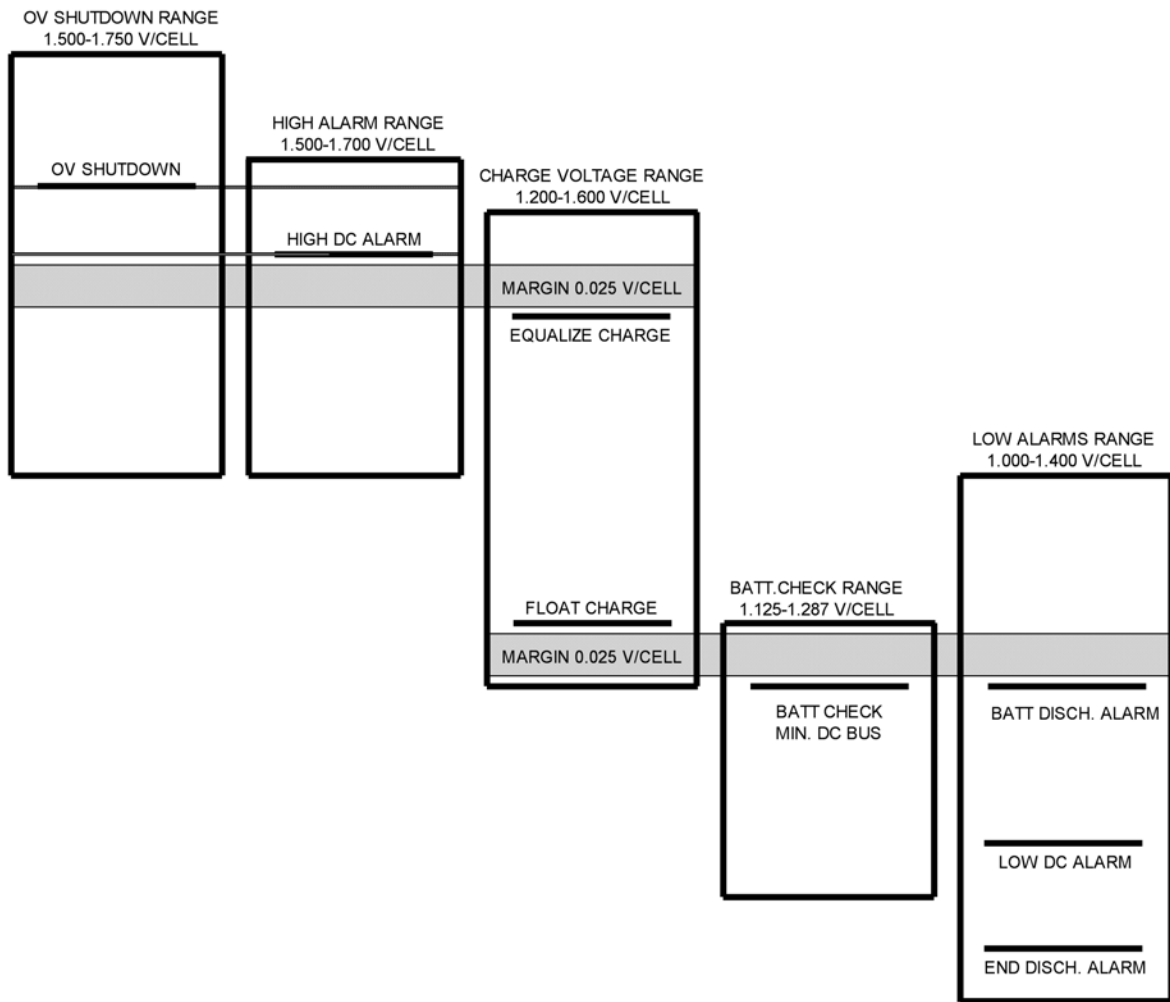 OV SHUTDOWN RANGE
1.500-1.750 V/CELL
OV SHUTDOWN
HIGH ALARM RANGE
1.500-1.700 V/CELL
HIGH DC ALARM
CHARGE VOLTAGE RANGE
1.200-1.600 V/CELL
MARGIN 0.025 V/CELL
EQUALIZE CHARGE
FLOAT CHARGE
MARGIN 0.025 V/CELL
BATT.CHECK RANGE
1.125-1.287 V/CELL
BATT CHECK
MIN. DC BUS
LOW ALARMS RANGE
1.000-1.400 V/CELL
BATT DISCH. ALARM
LOW DC ALARM
END DISCH. ALARM